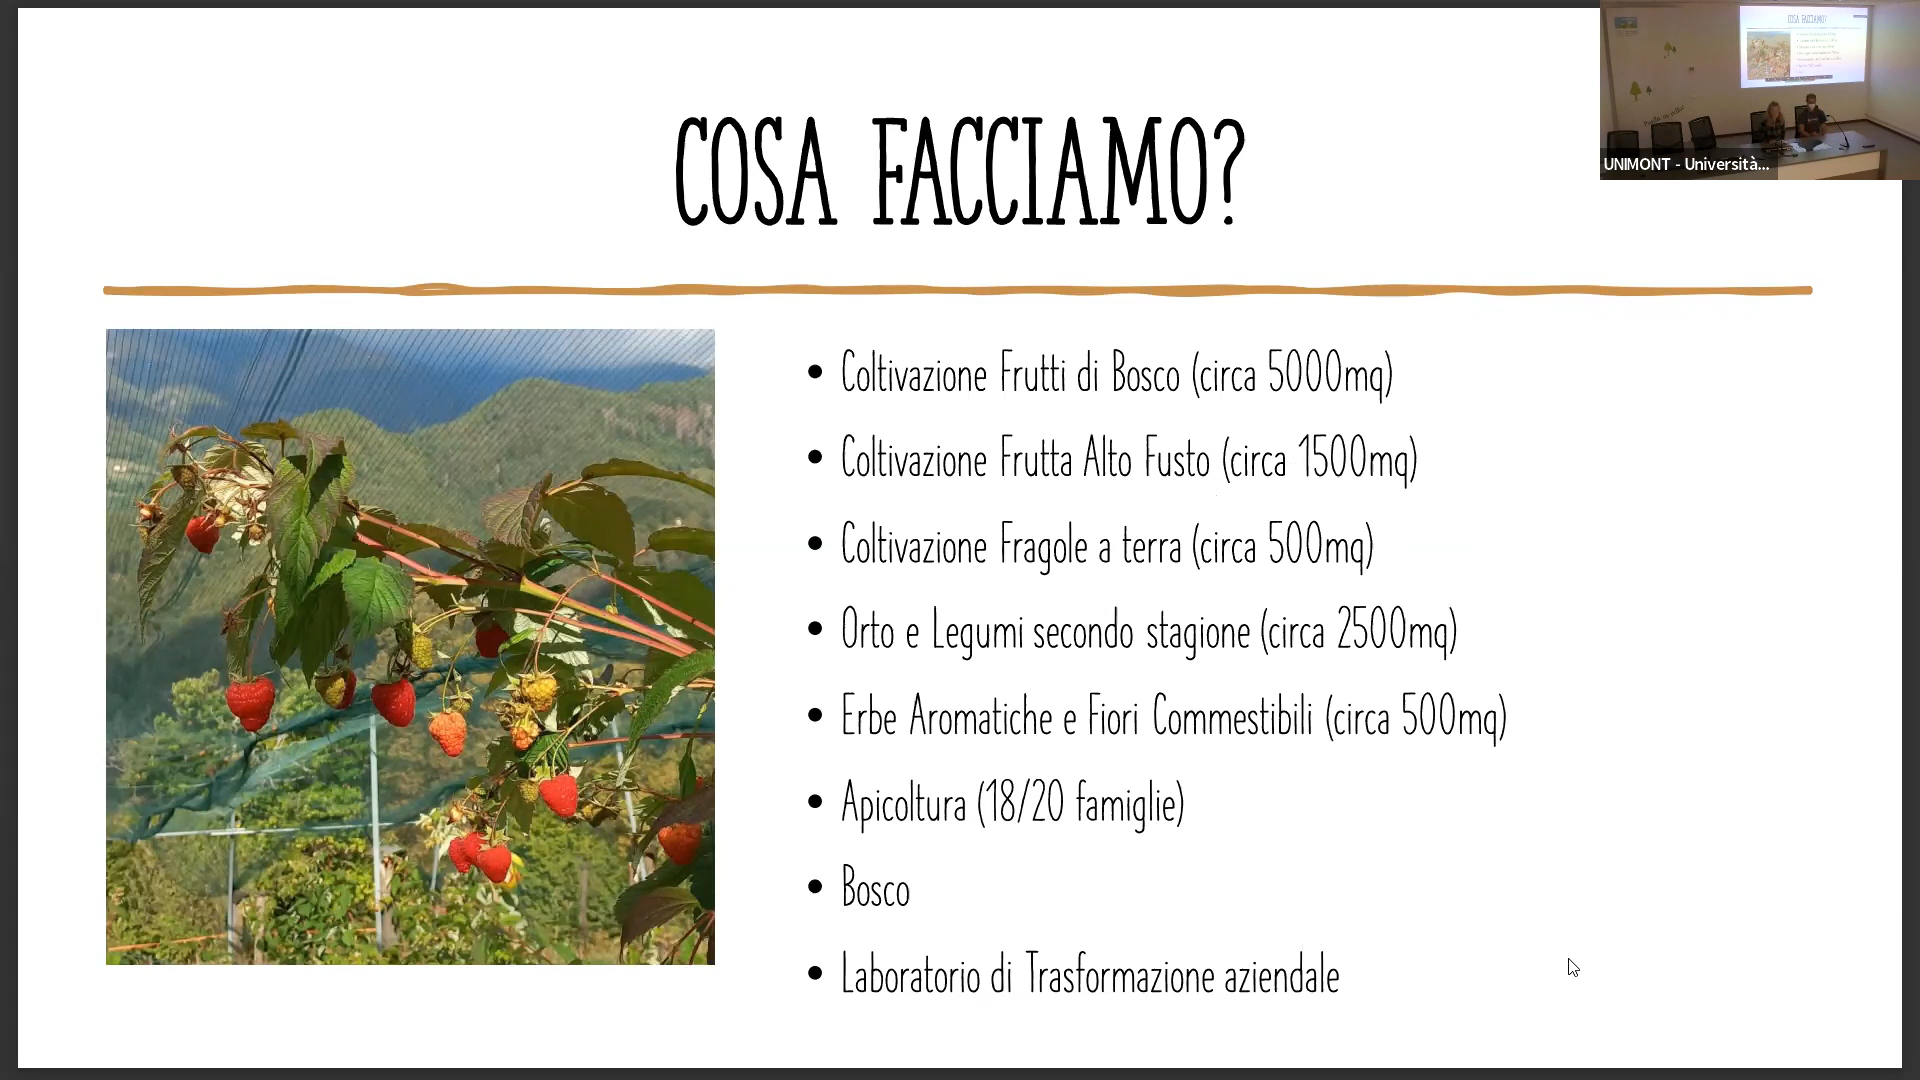 COSA FACCIAMO?
UNIMONT - Università...
• Coltivazione Frutti di Bosco (circa 5000mq)
• Coltivazione Frutta Alto Fusto (circa 1500mq)
• Coltivazione Fragole a terra (circa 500mq)
• Orto e Legumi secondo stagione (circa 2500mq)
• Erbe Aromatiche e Fiori Commestibili (circa 500mq)
• Apicoltura (18/20 famiglie)
• Bosco
• Laboratorio di Trasformazione aziendale